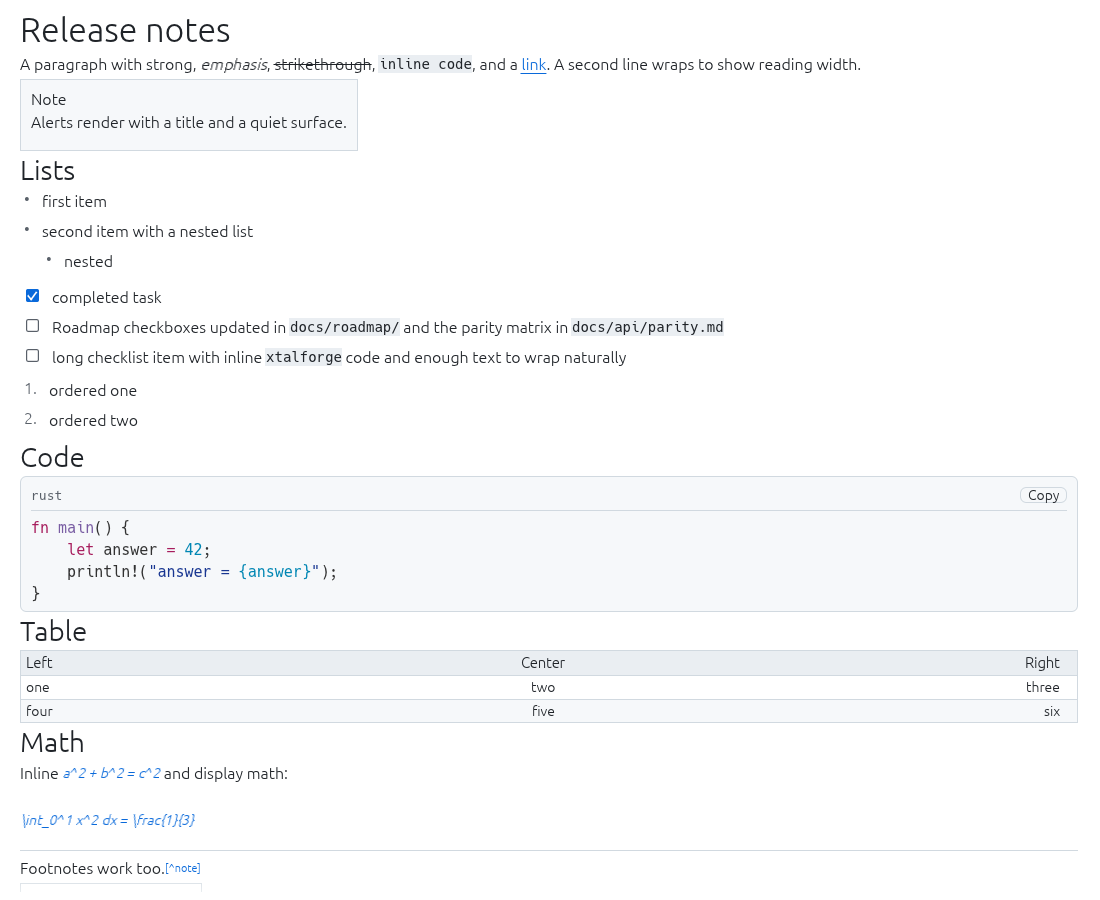 Release notes
A paragraph with strong, emphasis, strikethrough, inline code, and a link. A second line wraps to show reading width.
Note
Alerts render with a title and a quiet surface.
Lists
• first item
• second item with a nested list
• nested
completed task
Roadmap checkboxes updated in docs/roadmap/ and the parity matrix in docs/api/parity.md
long checklist item with inline xtalforge code and enough text to wrap naturally
1. ordered one
2. ordered two
Code
rust Copy
fn main() {
    let answer = 42;
    println!("answer = {answer}");
}
Table
Left Center Right
one two three
four five six
Math
Inline a^2 + b^2 = c^2 and display math:
\int_0^1 x^2 dx = \frac{1}{3}
Footnotes work too.[^note]